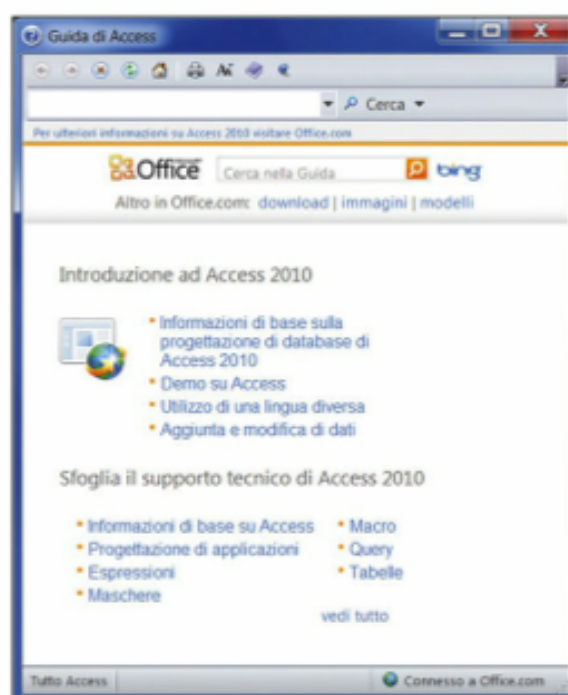 Guida di Access
Cerca
Per ulteriori informazioni su Access 2010 visitare Office.com
Office Cerca nella Guida bing
Altro in Office.com: download | immagini | modelli
Introduzione ad Access 2010
Informazioni di base sulla
progettazione di database di
Access 2010
Demo su Access
Utilizzo di una lingua diversa
Aggiunta e modifica di dati
Sfoglia il supporto tecnico di Access 2010
Informazioni di base su Access
Progettazione di applicazioni
Espressioni
Maschere
Macro
Query
Tabelle
vedi tutto
Tutto Access Connesso a Office.com